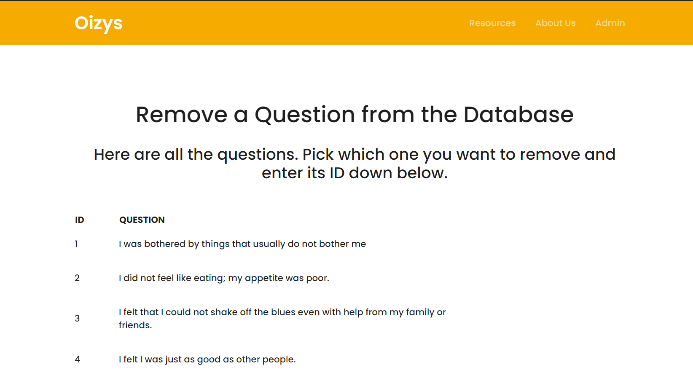 Oizys
Resources About Us Admin
Remove a Question from the Database
Here are all the questions. Pick which one you want to remove and
enter its ID down below.
ID QUESTION
1 I was bothered by things that usually do not bother me
2 I did not feel like eating; my appetite was poor.
3 I felt that I could not shake off the blues even with help from my family or
friends.
4 I felt I was just as good as other people.